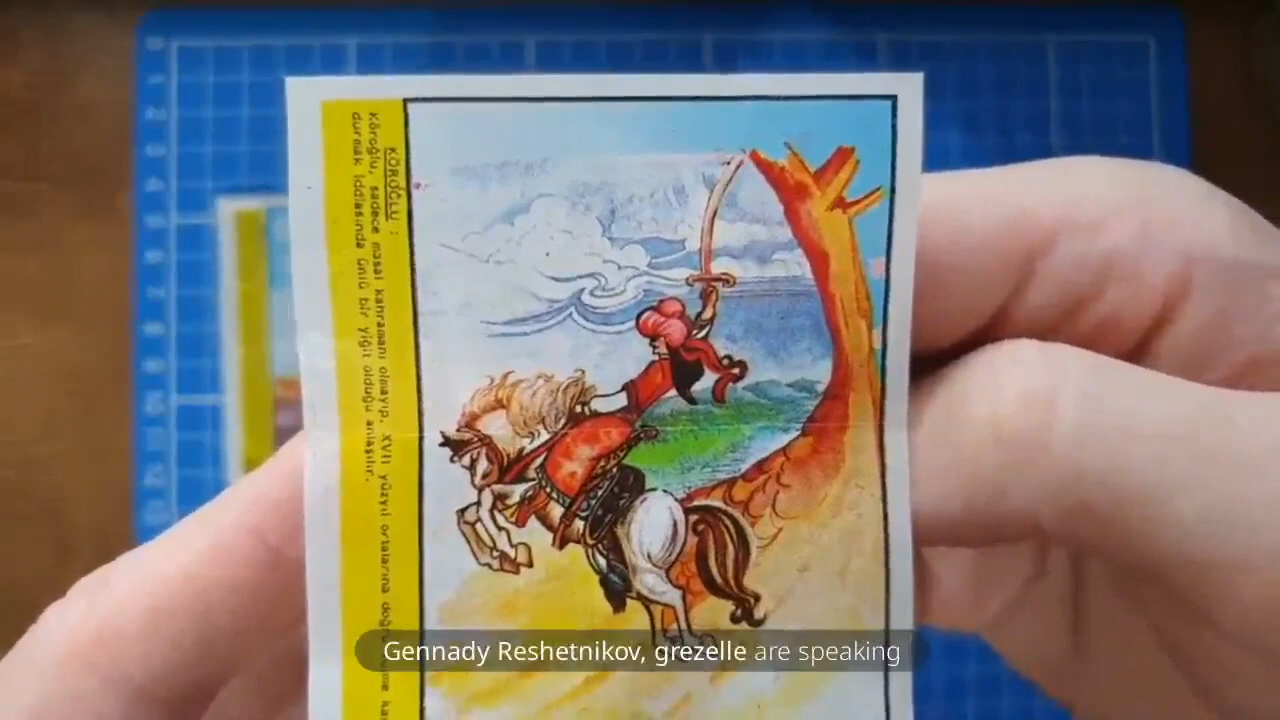 KÖROĞLU :
Köroğlu, sadece masal kahramanı olmayıp, XVII yüzyıl ortalarına doğru
durmak iddiasında ünlü bir yiğit olduğu anlaşılır.
Gennady Reshetnikov, grezelle are speaking